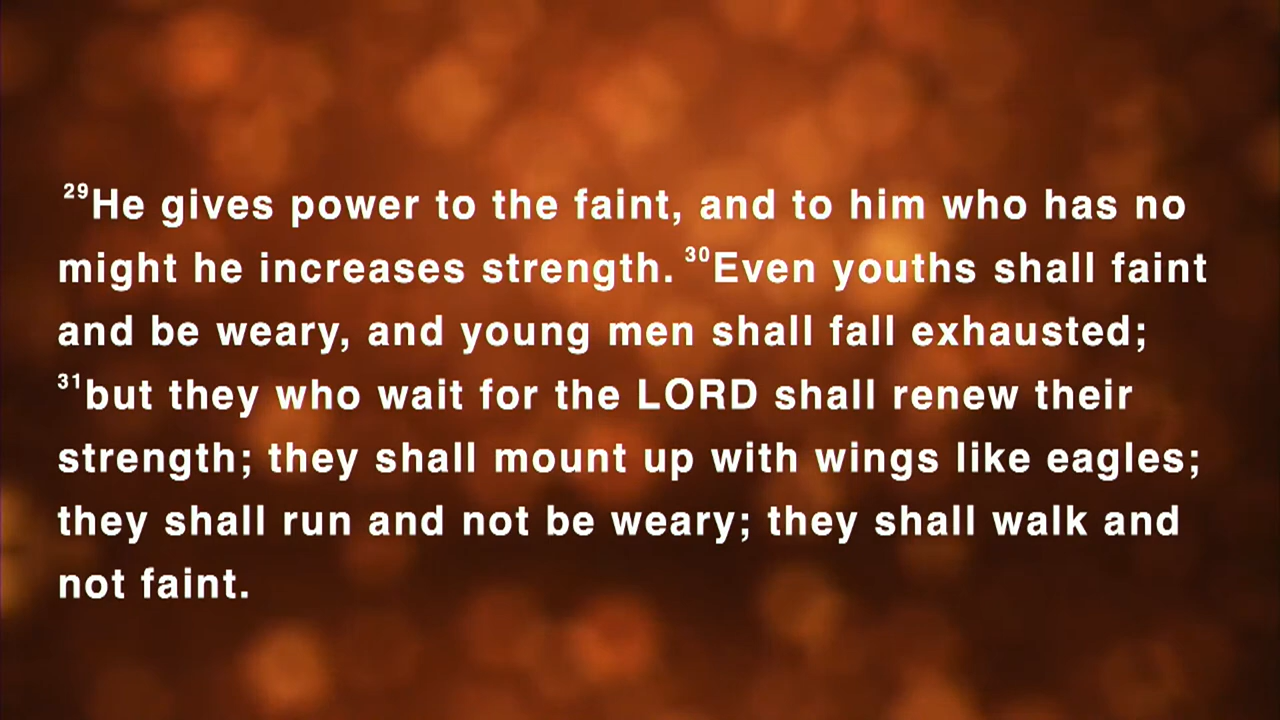 ²⁹He gives power to the faint, and to him who has no
might he increases strength. ³⁰Even youths shall faint
and be weary, and young men shall fall exhausted;
³¹but they who wait for the LORD shall renew their
strength; they shall mount up with wings like eagles;
they shall run and not be weary; they shall walk and
not faint.